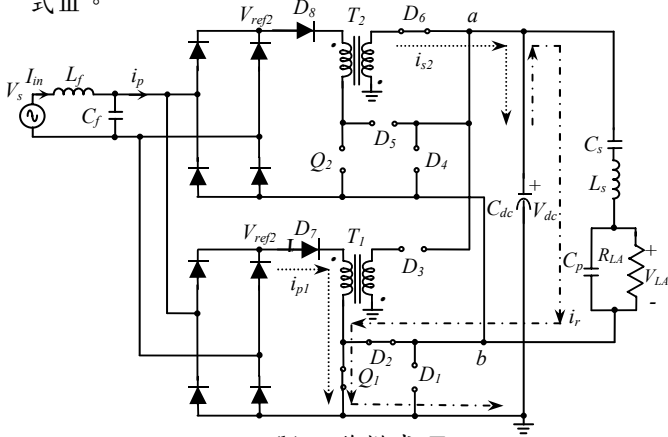 式Ⅲ。
V_ref2 D_8 T_2 D_6 a
i_s2
V_s I_in L_f i_p
C_f
D_5
Q_2 D_4
C_s
L_s
C_dc + V_dc
V_ref2 D_7 T_1
i_p1
D_3
C_p R_LA + V_LA -
i_r
D_2 b
Q_1 D_1